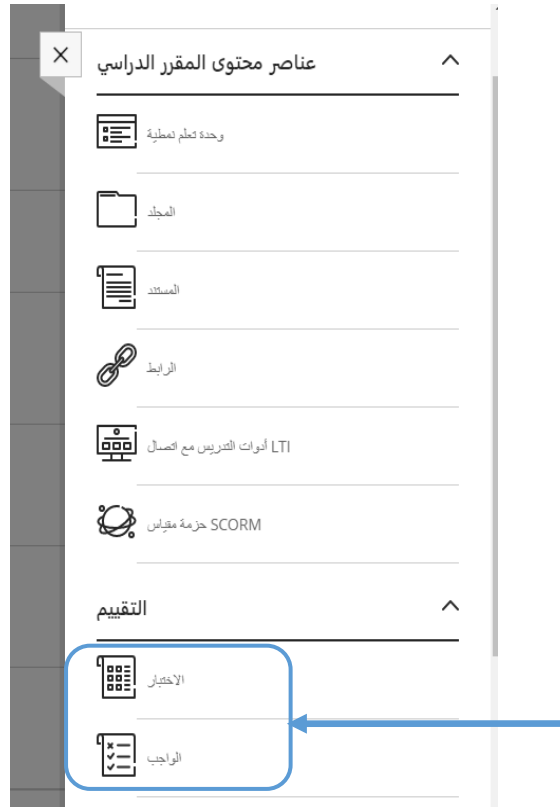 عناصر محتوى المقرر الدراسي
وحدة تعلم نمطية
المجلد
المستند
الرابط
أدوات التدريس مع اتصال LTI
حزمة مقياس SCORM
التقييم
الاختبار
الواجب